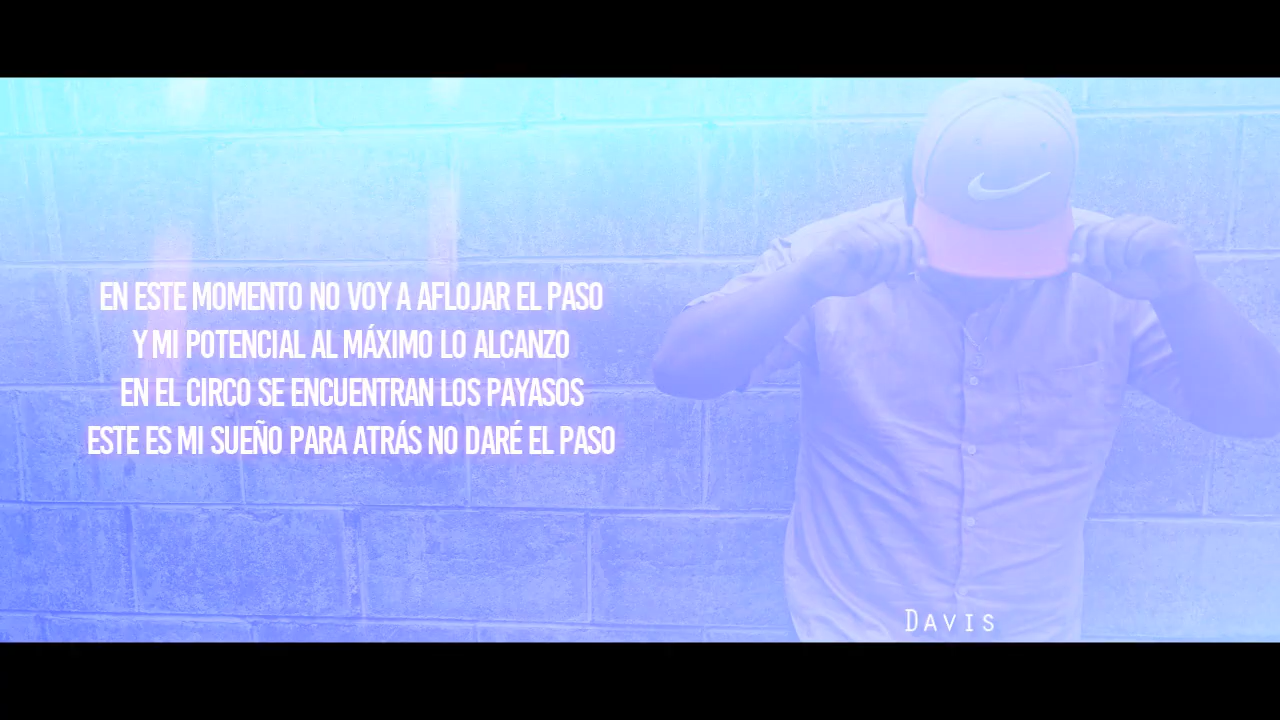 EN ESTE MOMENTO NO VOY A AFLOJAR EL PASO
Y MI POTENCIAL AL MÁXIMO LO ALCANZO
EN EL CIRCO SE ENCUENTRAN LOS PAYASOS
ESTE ES MI SUEÑO PARA ATRÁS NO DARÉ EL PASO
DAVIS